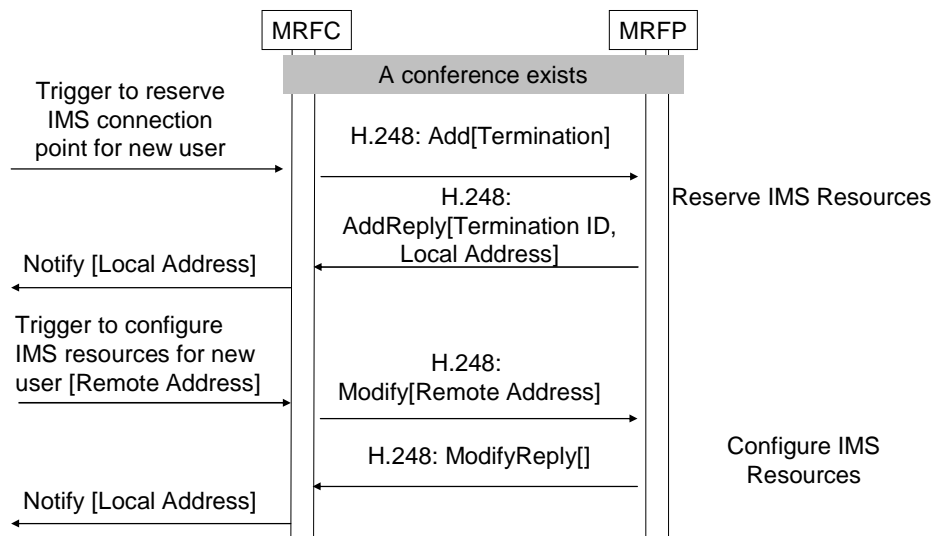 MRFC
MRFP
A conference exists
Trigger to reserve
IMS connection
point for new user
H.248: Add[Termination]
H.248:
AddReply[Termination ID,
Local Address]
Reserve IMS Resources
Notify [Local Address]
Trigger to configure
IMS resources for new
user [Remote Address]
H.248:
Modify[Remote Address]
H.248: ModifyReply[]
Configure IMS
Resources
Notify [Local Address]